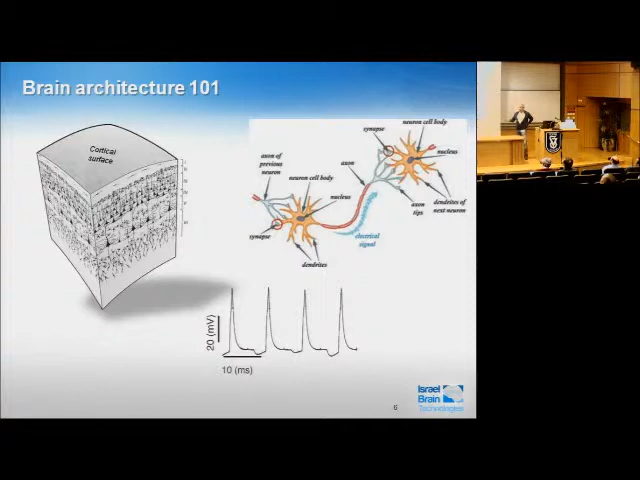 Brain architecture 101
Cortical
surface
neuron cell body
synapse
nucleus
axon of
previous
neuron
neuron cell body
axon
nucleus
dendrites of
next neuron
axon
tips
synapse
electrical
signal
dendrites
20 (mV)
10 (ms)
Israel
Brain
Technologies
6